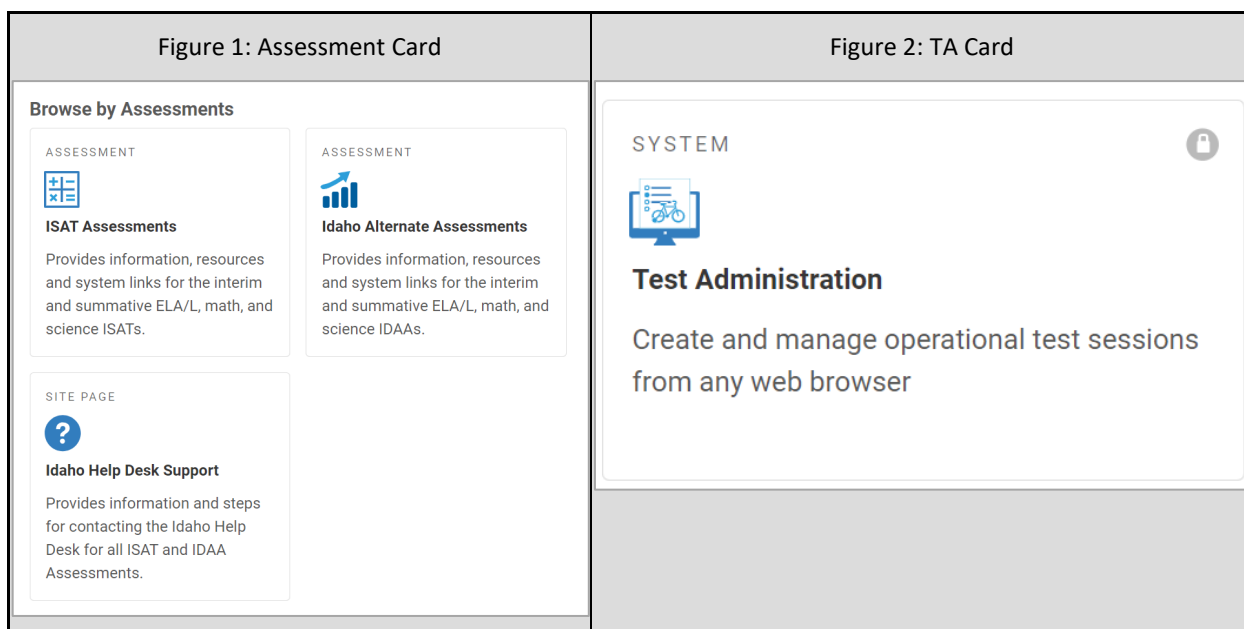 Figure 1: Assessment Card
Browse by Assessments
ASSESSMENT
ISAT Assessments
Provides information, resources
and system links for the interim
and summative ELA/L, math, and
science ISATs.
ASSESSMENT
Idaho Alternate Assessments
Provides information, resources
and system links for the interim
and summative ELA/L, math, and
science IDAAs.
SITE PAGE
?
Idaho Help Desk Support
Provides information and steps
for contacting the Idaho Help
Desk for all ISAT and IDAA
Assessments.
Figure 2: TA Card
SYSTEM
Test Administration
Create and manage operational test sessions
from any web browser